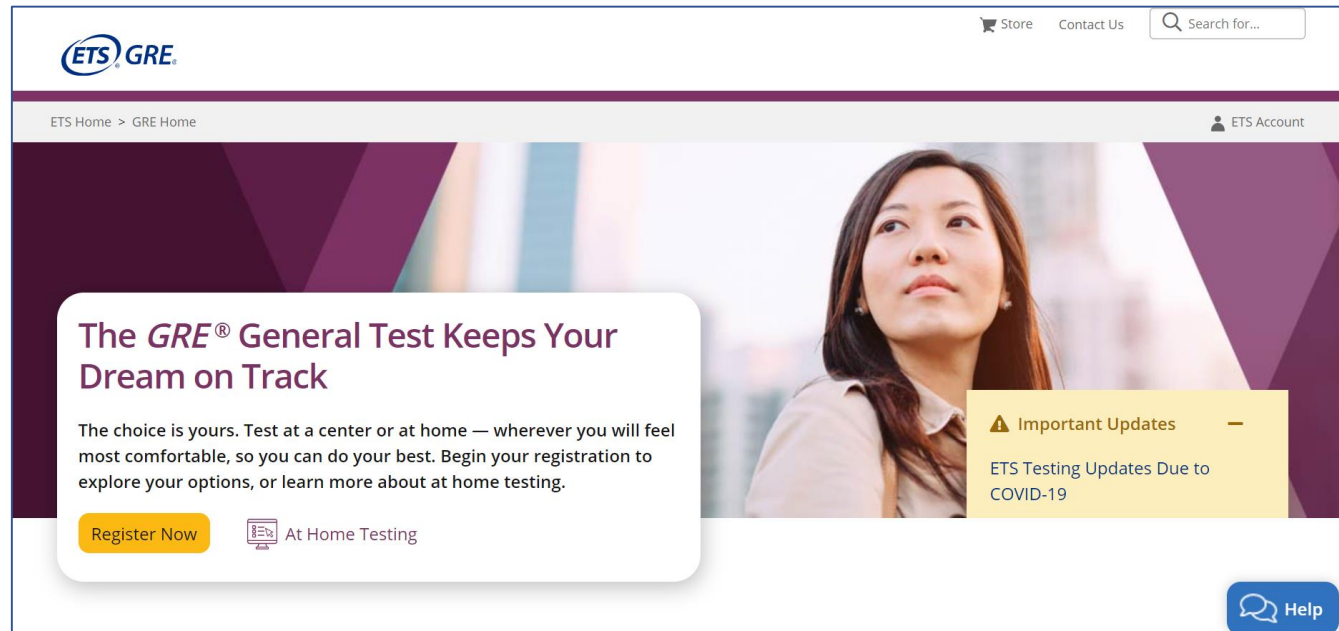 Store Contact Us Search for...
ETS® GRE®
ETS Home > GRE Home
ETS Account
The GRE® General Test Keeps Your
Dream on Track
The choice is yours. Test at a center or at home — wherever you will feel
most comfortable, so you can do your best. Begin your registration to
explore your options, or learn more about at home testing.
Register Now
At Home Testing
Important Updates
ETS Testing Updates Due to
COVID-19
Help